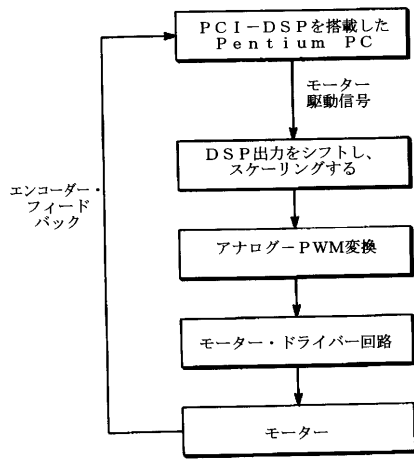 PCI-DSPを搭載した
Pentium PC
モーター
駆動信号
DSP出力をシフトし、
スケーリングする
エンコーダー・
フィード
バック
アナログ-PWM変換
モーター・ドライバー回路
モーター